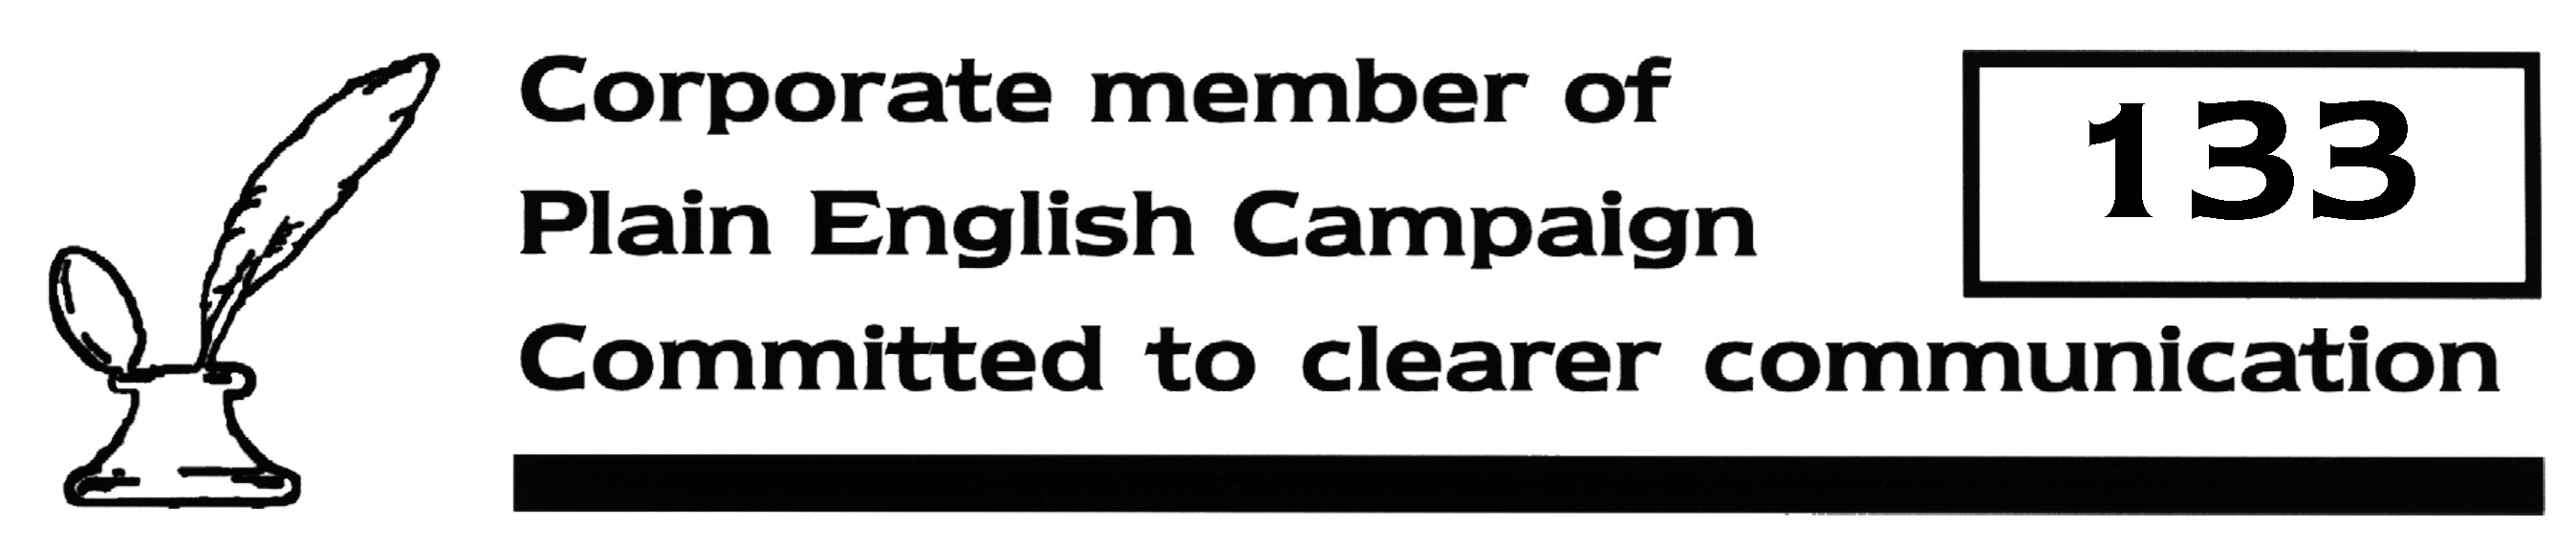 Corporate member of
Plain English Campaign
Committed to clearer communication
133